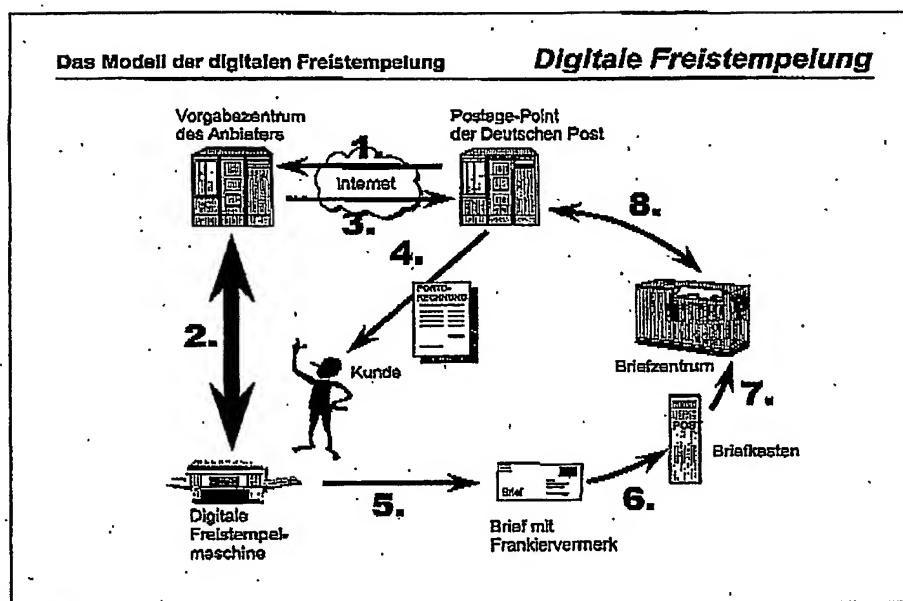 Das Modell der digitalen Freistempelung
Digitale Freistempelung
Vorgabezentrum
des Anbieters
Postage-Point
der Deutschen Post
1.
Internet
3.
8.
4.
PORTO-
RECHNUNG
2.
Kunde
Briefzentrum
7.
POST
Briefkasten
Brief
5.
6.
Digitale
Freistempel-
maschine
Brief mit
Frankiervermerk